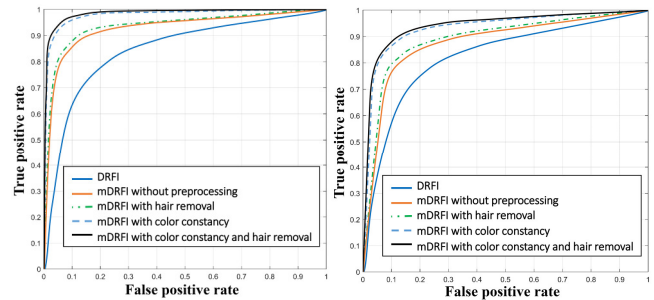 True positive rate
1
0.9
0.8
0.7
0.6
0.5
0.4
0.3
0.2
0.1
0
DRFI
mDRFI without preprocessing
mDRFI with hair removal
mDRFI with color constancy
mDRFI with color constancy and hair removal
0 0.1 0.2 0.3 0.4 0.5 0.6 0.7 0.8 0.9 1
False positive rate
True positive rate
1
0.9
0.8
0.7
0.6
0.5
0.4
0.3
0.2
0.1
0
DRFI
mDRFI without preprocessing
mDRFI with hair removal
mDRFI with color constancy
mDRFI with color constancy and hair removal
0 0.1 0.2 0.3 0.4 0.5 0.6 0.7 0.8 0.9 1
False positive rate